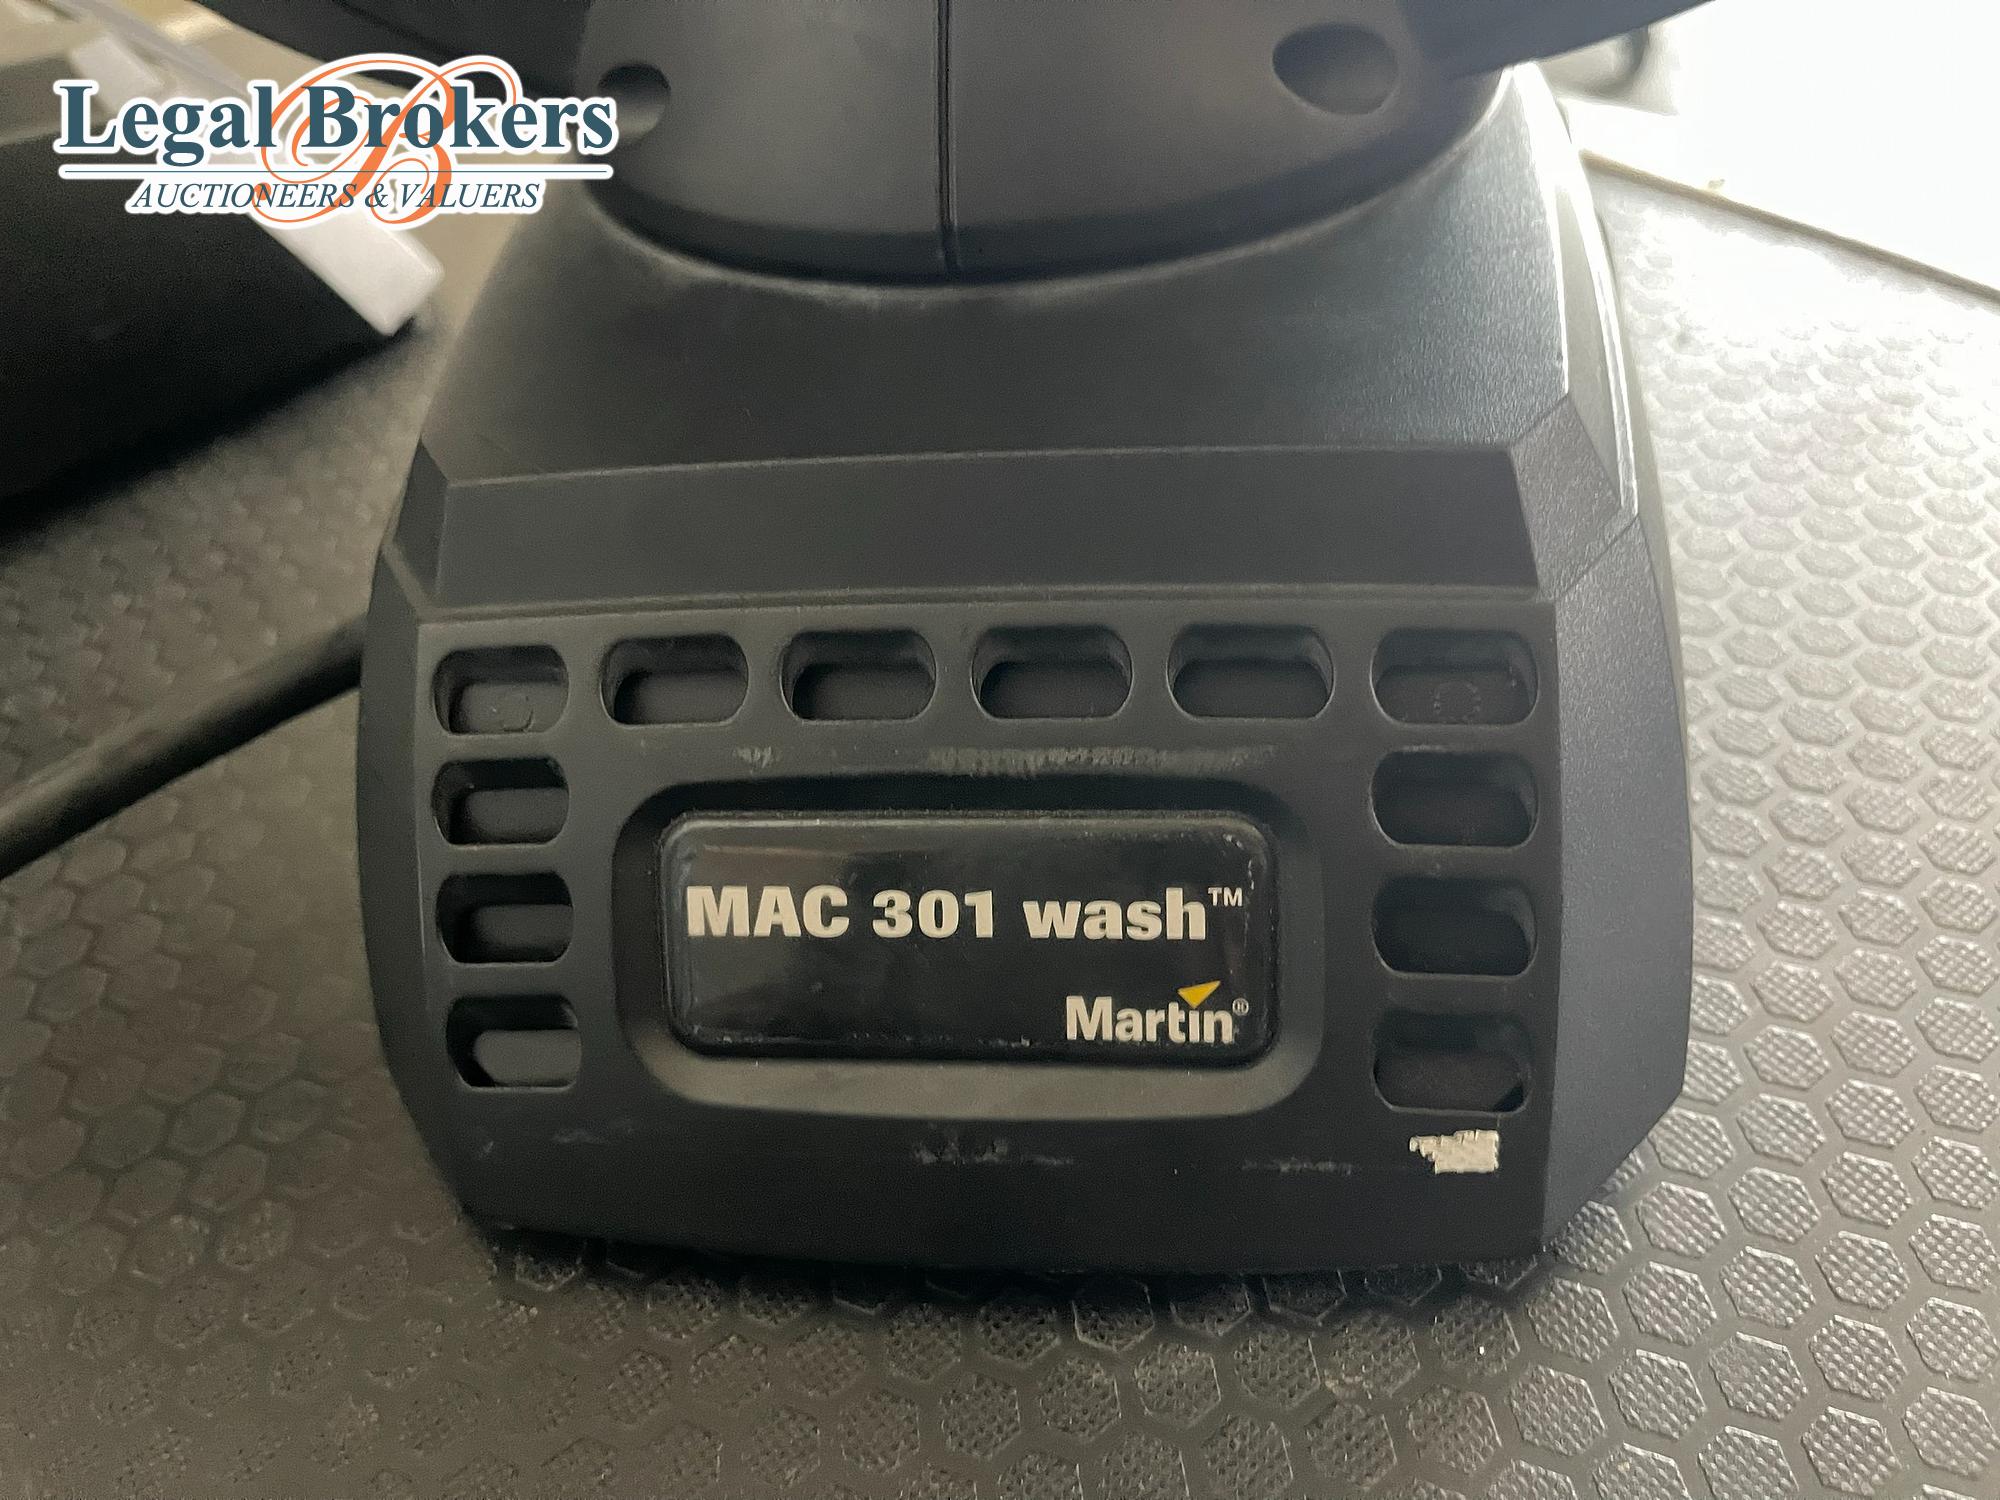 Legal Brokers
AUCTIONEERS & VALUERS
MAC 301 wash™
Martin®